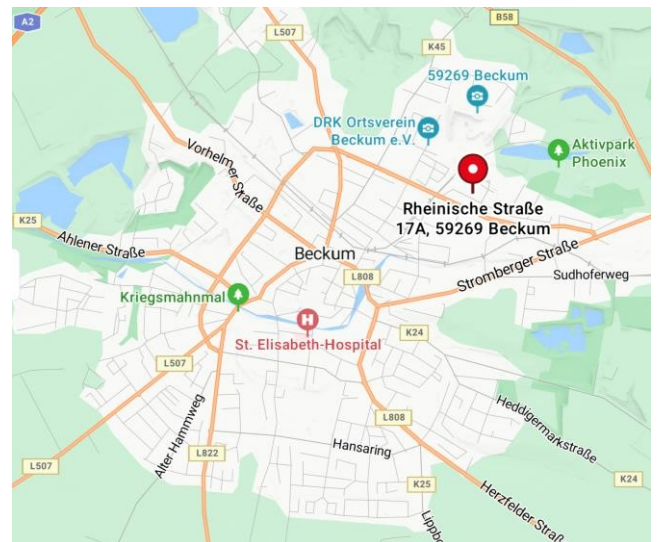 A2
L507
B58
K45
59269 Beckum
DRK Ortsverein
Beckum e.V.
Aktivpark
Phoenix
Vorhelmer Straße
Rheinische Straße
17A, 59269 Beckum
K25
Ahlener Straße
Beckum
Stromberger Straße
L808
Sudhoferweg
Kriegsmahnmal
St. Elisabeth-Hospital
K24
L507
Heddigermarkstraße
L808
Alter Hammweg
Hansaring
L822
L507
K25
K24
Herzfelder Straß
Lippbo